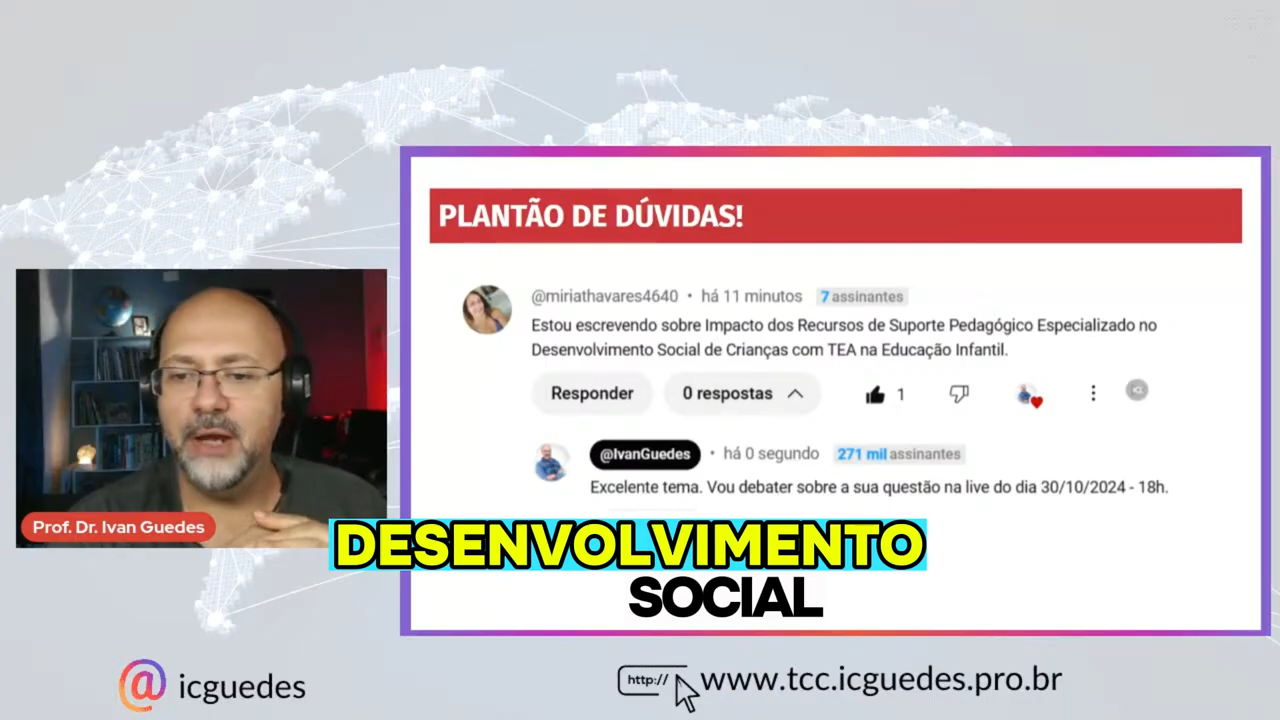 PLANTÃO DE DÚVIDAS!
@miriathavares4640 • há 11 minutos 7 assinantes
Estou escrevendo sobre Impacto dos Recursos de Suporte Pedagógico Especializado no
Desenvolvimento Social de Crianças com TEA na Educação Infantil.
Responder 0 respostas 1
@IvanGuedes • há 0 segundo 271 mil assinantes
Excelente tema. Vou debater sobre a sua questão na live do dia 30/10/2024 - 18h.
Prof. Dr. Ivan Guedes
DESENVOLVIMENTO
SOCIAL
@ icguedes
http:// www.tcc.icguedes.pro.br